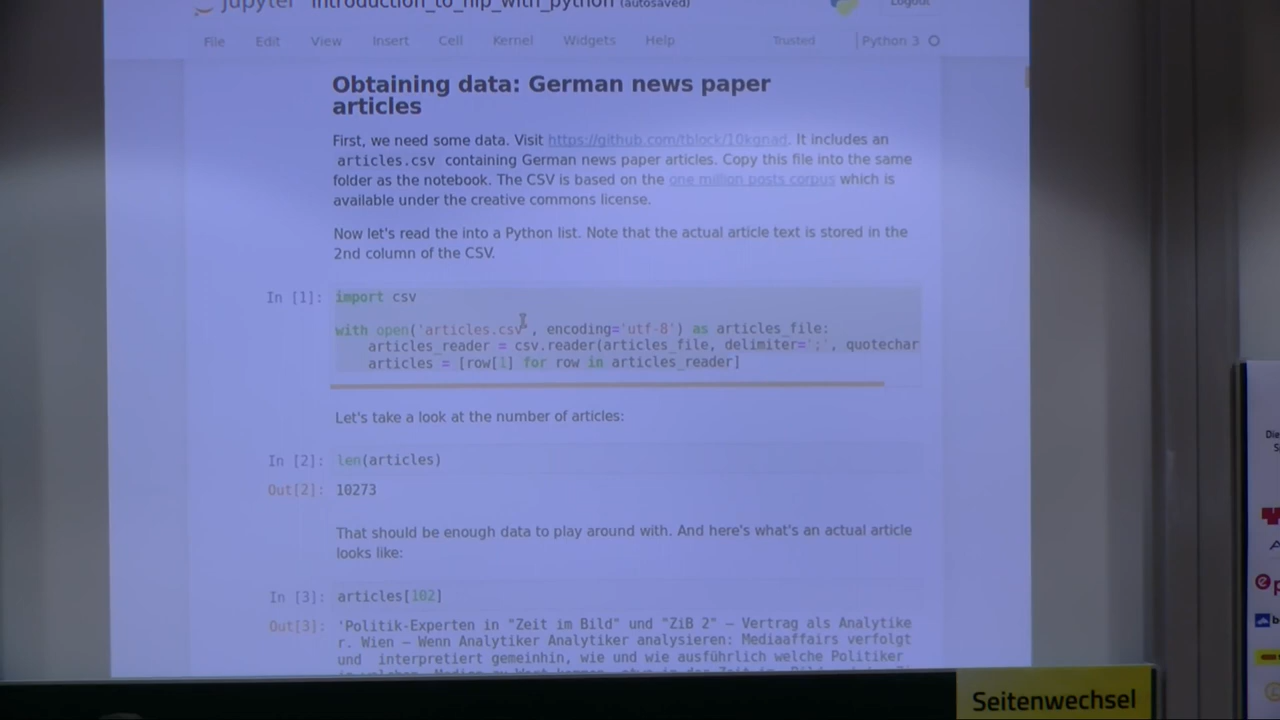 jupyter introduction_to_nlp_with_python (autosaved)
Logout
File Edit View Insert Cell Kernel Widgets Help Trusted Python 3
Obtaining data: German news paper
articles
First, we need some data. Visit https://github.com/tblock/10kgnad. It includes an
articles.csv containing German news paper articles. Copy this file into the same
folder as the notebook. The CSV is based on the one million posts corpus which is
available under the creative commons license.
Now let's read the into a Python list. Note that the actual article text is stored in the
2nd column of the CSV.
In [1]: import csv
with open('articles.csv', encoding='utf-8') as articles_file:
articles_reader = csv.reader(articles_file, delimiter=';', quotechar
articles = [row[1] for row in articles_reader]
Let's take a look at the number of articles:
In [2]: len(articles)
Out[2]: 10273
That should be enough data to play around with. And here's what's an actual article
looks like:
In [3]: articles[102]
Out[3]: 'Politik-Experten in "Zeit im Bild" und "ZiB 2" – Vertrag als Analytike
r. Wien – Wenn Analytiker Analytiker analysieren: Mediaaffairs verfolgt
und interpretiert gemeinhin, wie und wie ausführlich welche Politiker
Seitenwechsel
Die